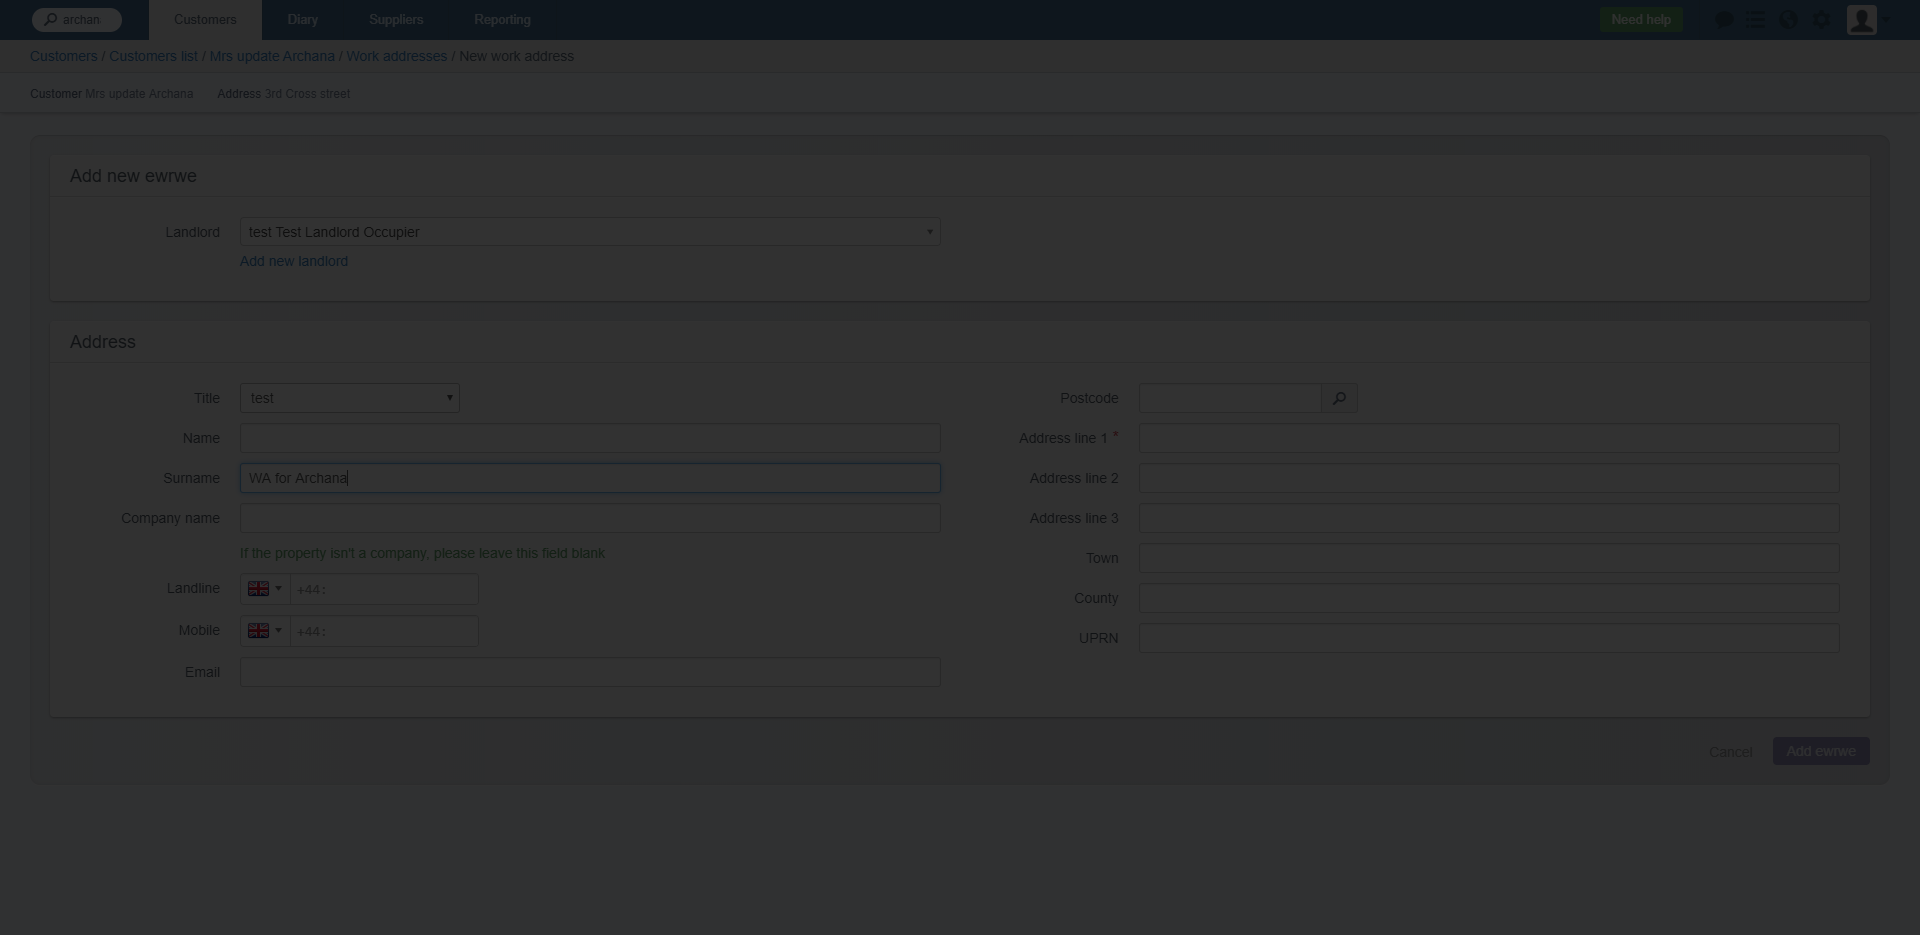 archan
Customers
Diary
Suppliers
Reporting
Need help
Customers / Customers list / Mrs update Archana / Work addresses / New work address
Customer Mrs update Archana Address 3rd Cross street
Add new ewrwe
Landlord test Test Landlord Occupier
Add new landlord
Address
Title test
Name
Surname WA for Archana
Company name
If the property isn't a company, please leave this field blank
Landline +44:
Mobile +44:
Email
Postcode
Address line 1 *
Address line 2
Address line 3
Town
County
UPRN
Cancel
Add ewrwe